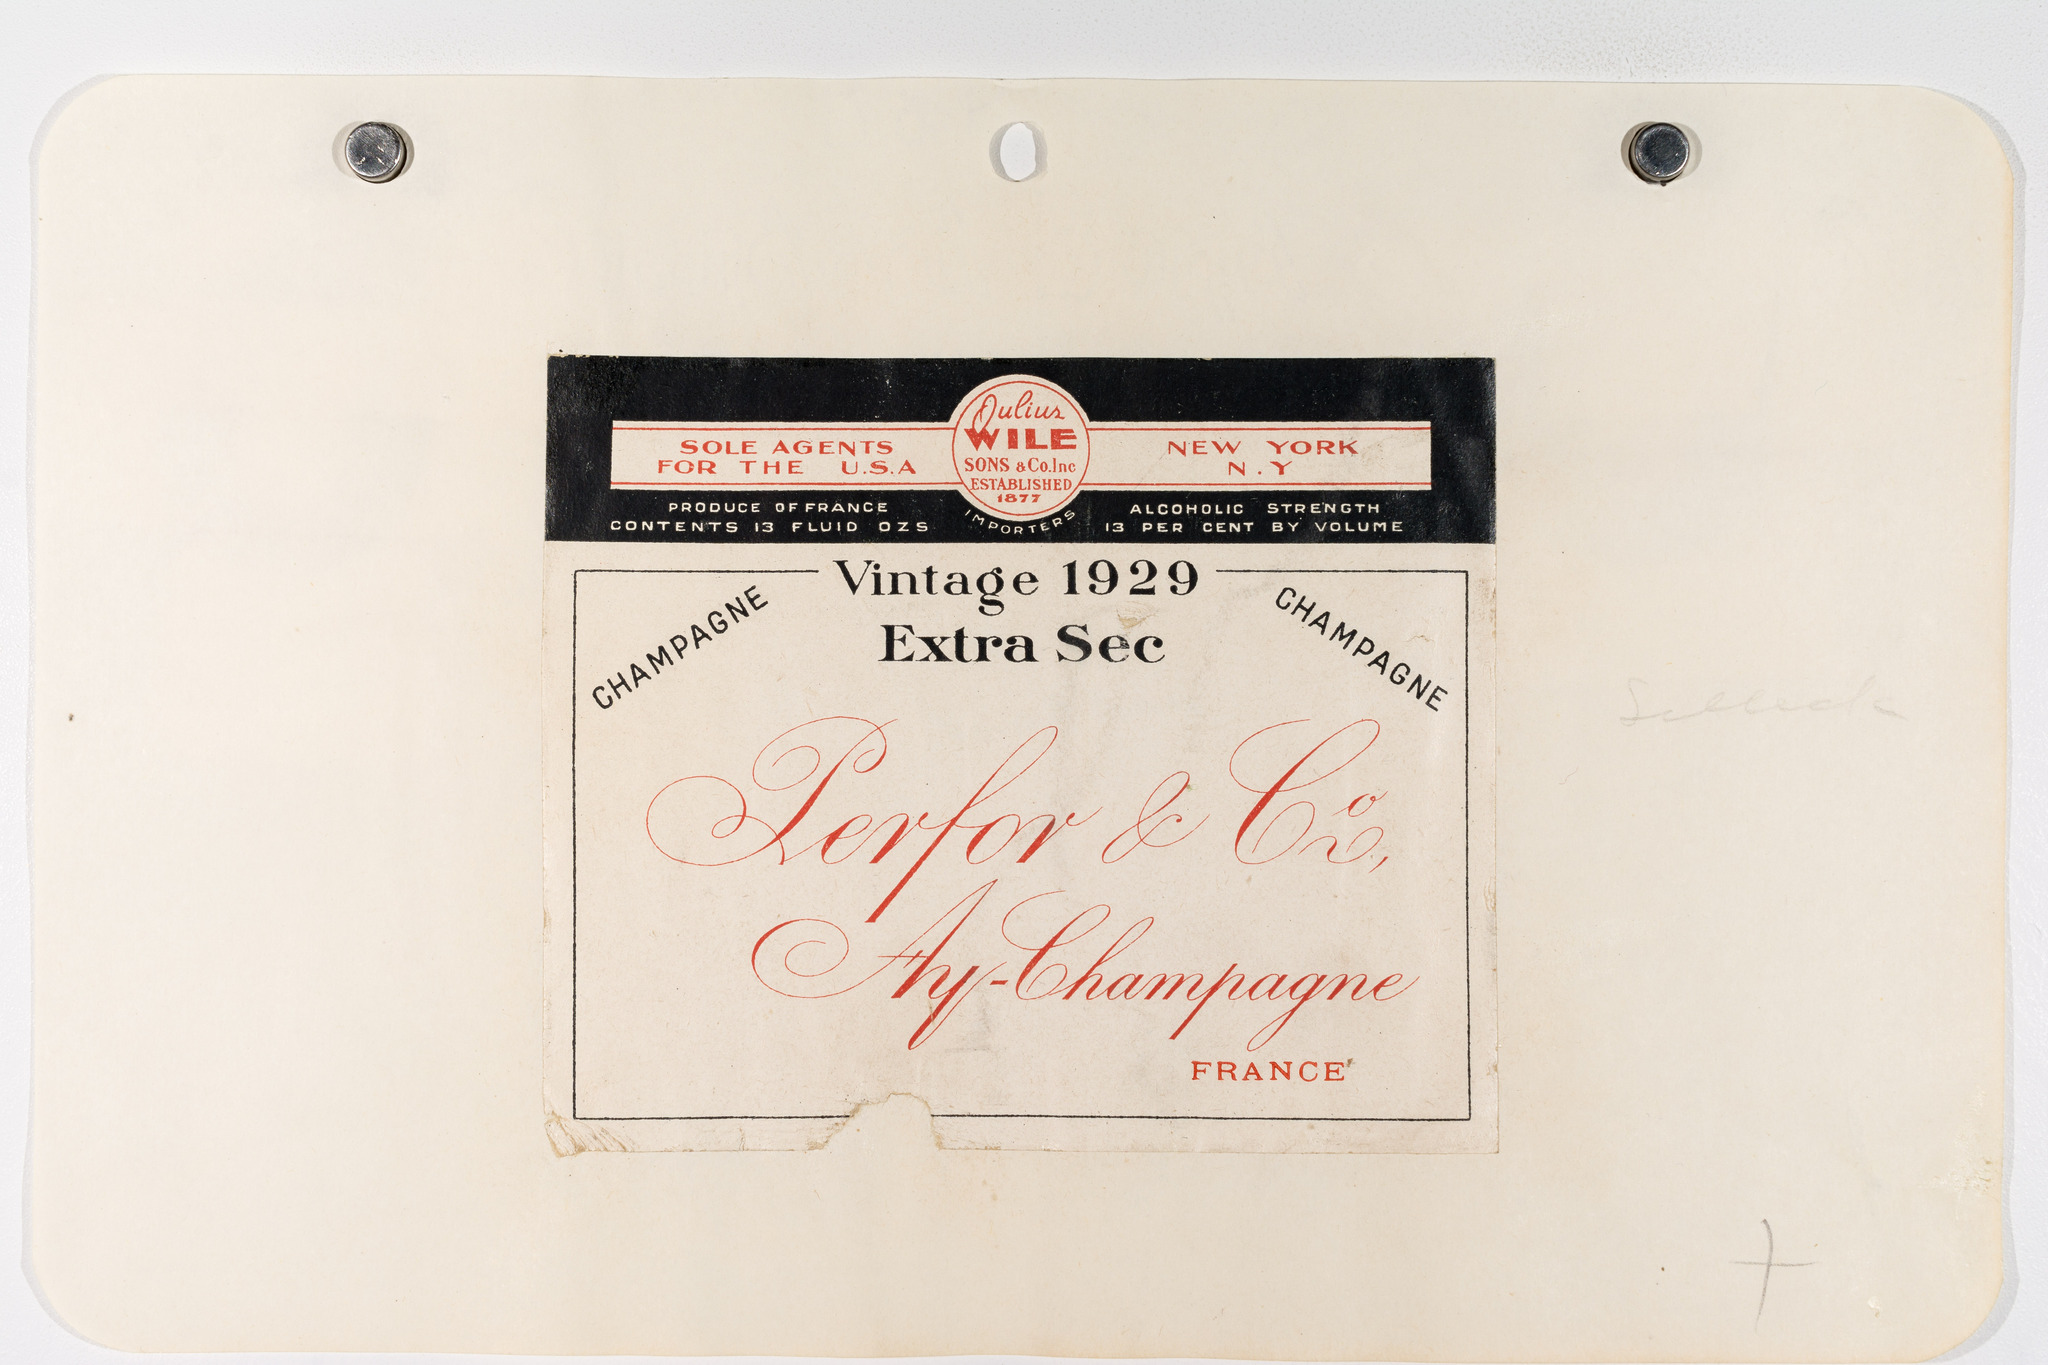 Julius
WILE
SONS & Co. Inc
ESTABLISHED
1877
IMPORTERS
SOLE AGENTS
FOR THE U.S.A
NEW YORK
N.Y
PRODUCE OF FRANCE
CONTENTS 13 FLUID OZS
ALCOHOLIC STRENGTH
13 PER CENT BY VOLUME
Vintage 1929
Extra Sec
CHAMPAGNE
CHAMPAGNE
Perfor & Co,
Ay-Champagne
FRANCE